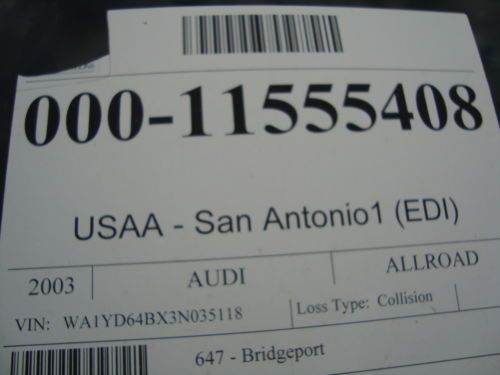 000-11555408
USAA - San Antonio1 (EDI)
2003 AUDI ALLROAD
VIN: WA1YD64BX3N035118 Loss Type: Collision
647 - Bridgeport